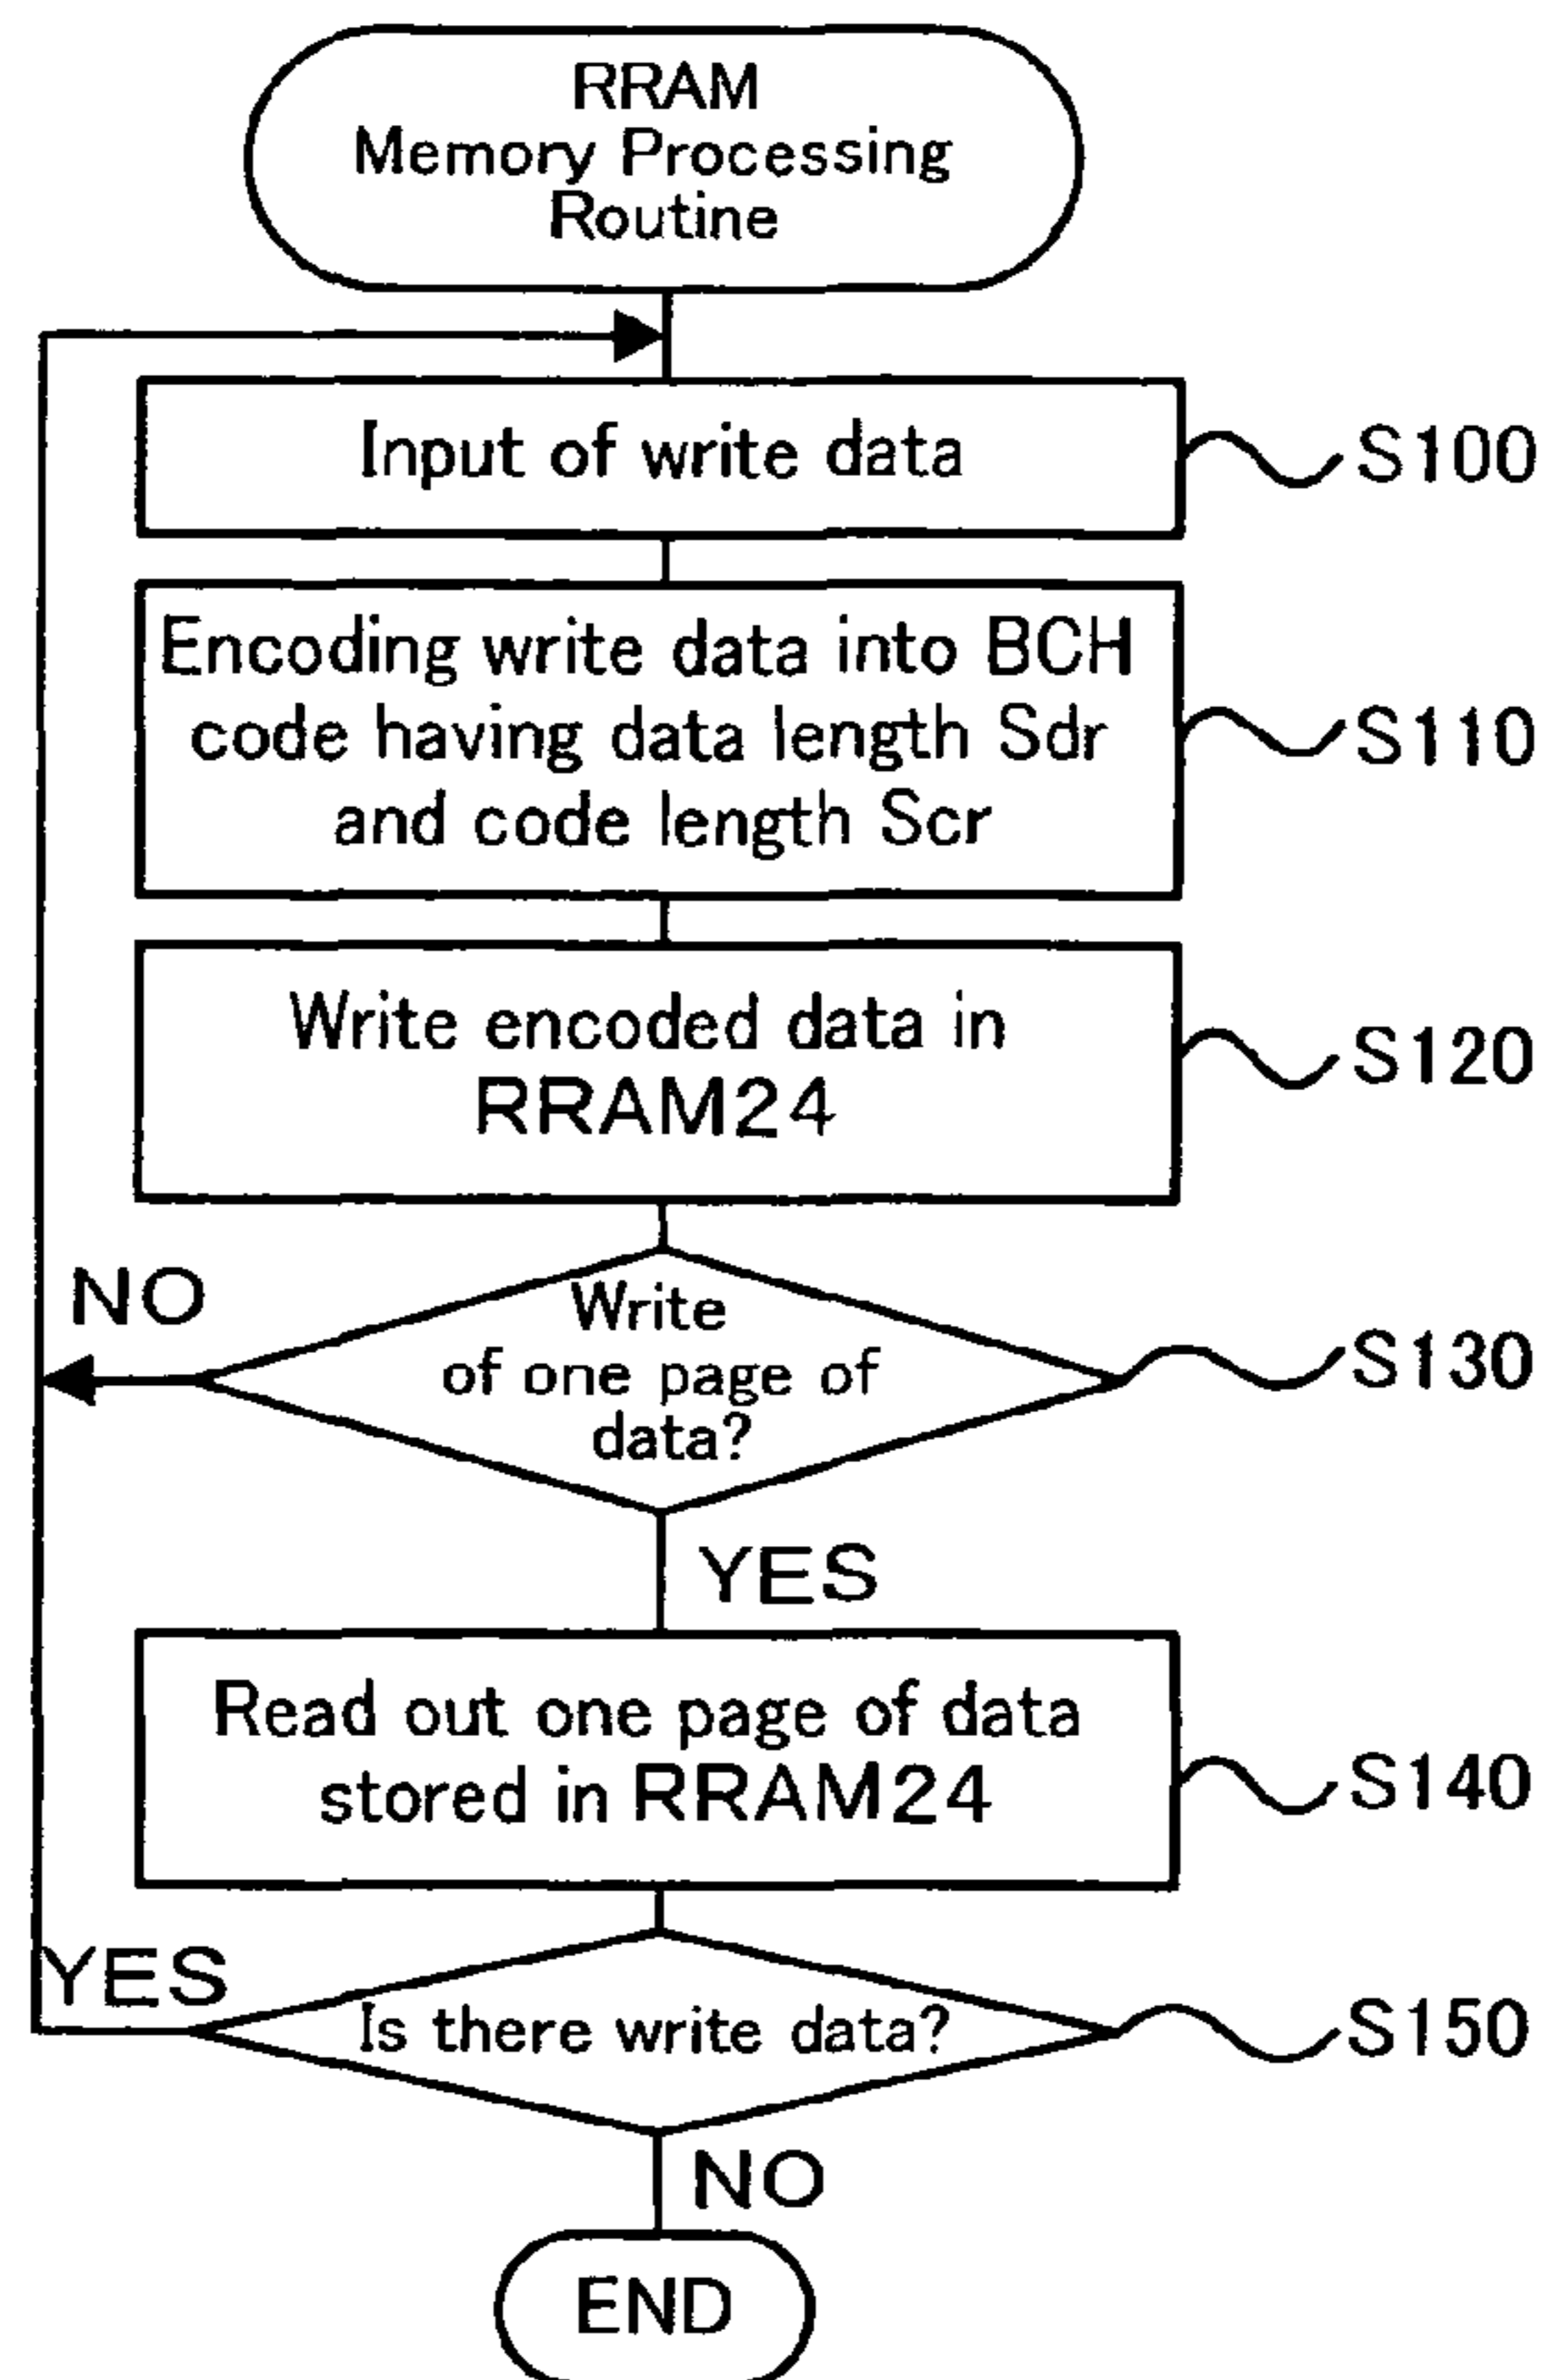 RRAM
Memory Processing
Routine
Input of write data
S100
Encoding write data into BCH
code having data length Sdr
and code length Scr
S110
Write encoded data in
RRAM24
S120
NO
Write
of one page of
data?
S130
YES
Read out one page of data
stored in RRAM24
S140
YES
Is there write data?
S150
NO
END